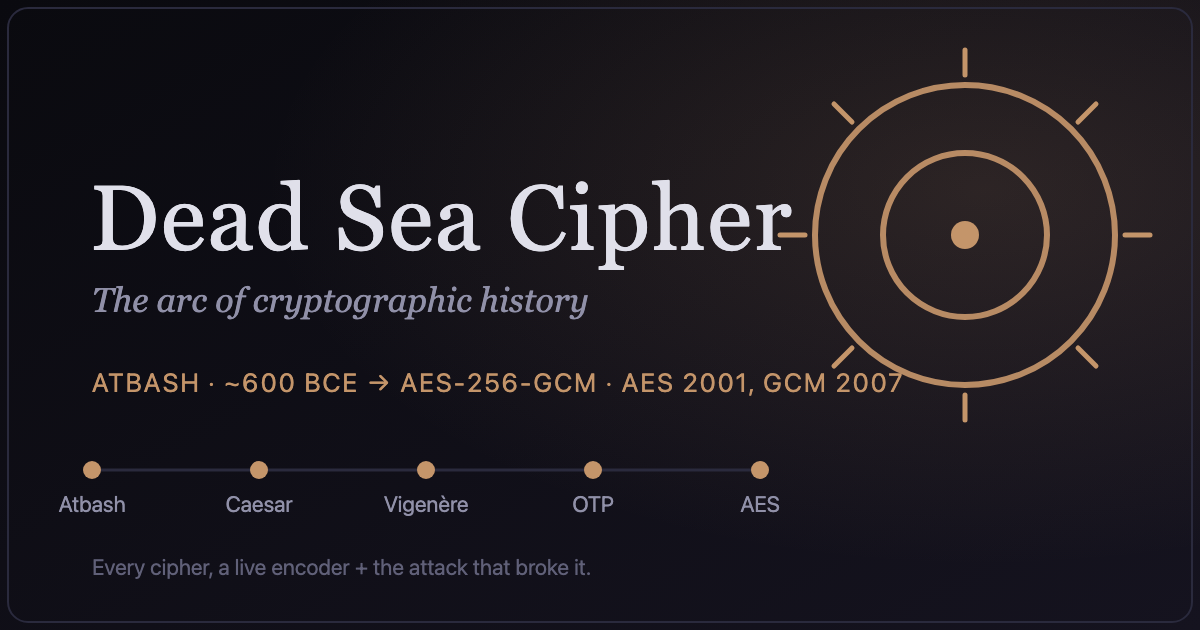 Dead Sea Cipher
The arc of cryptographic history
ATBASH · ~600 BCE → AES-256-GCM · AES 2001, GCM 2007
Atbash Caesar Vigenère OTP AES
Every cipher, a live encoder + the attack that broke it.